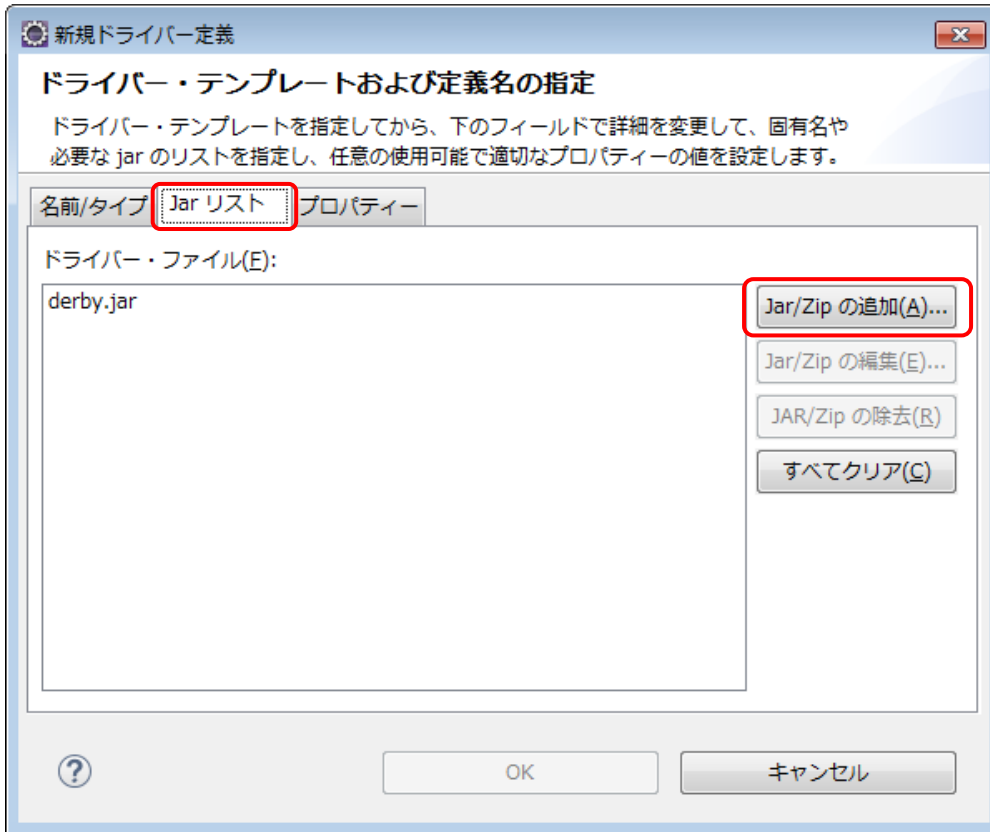 新規ドライバー定義
ドライバー・テンプレートおよび定義名の指定
ドライバー・テンプレートを指定してから、下のフィールドで詳細を変更して、固有名や
必要な jar のリストを指定し、任意の使用可能で適切なプロパティーの値を設定します。
名前/タイプ Jar リスト プロパティー
ドライバー・ファイル(F):
derby.jar
Jar/Zip の追加(A)...
Jar/Zip の編集(E)...
JAR/Zip の除去(R)
すべてクリア(C)
? OK キャンセル